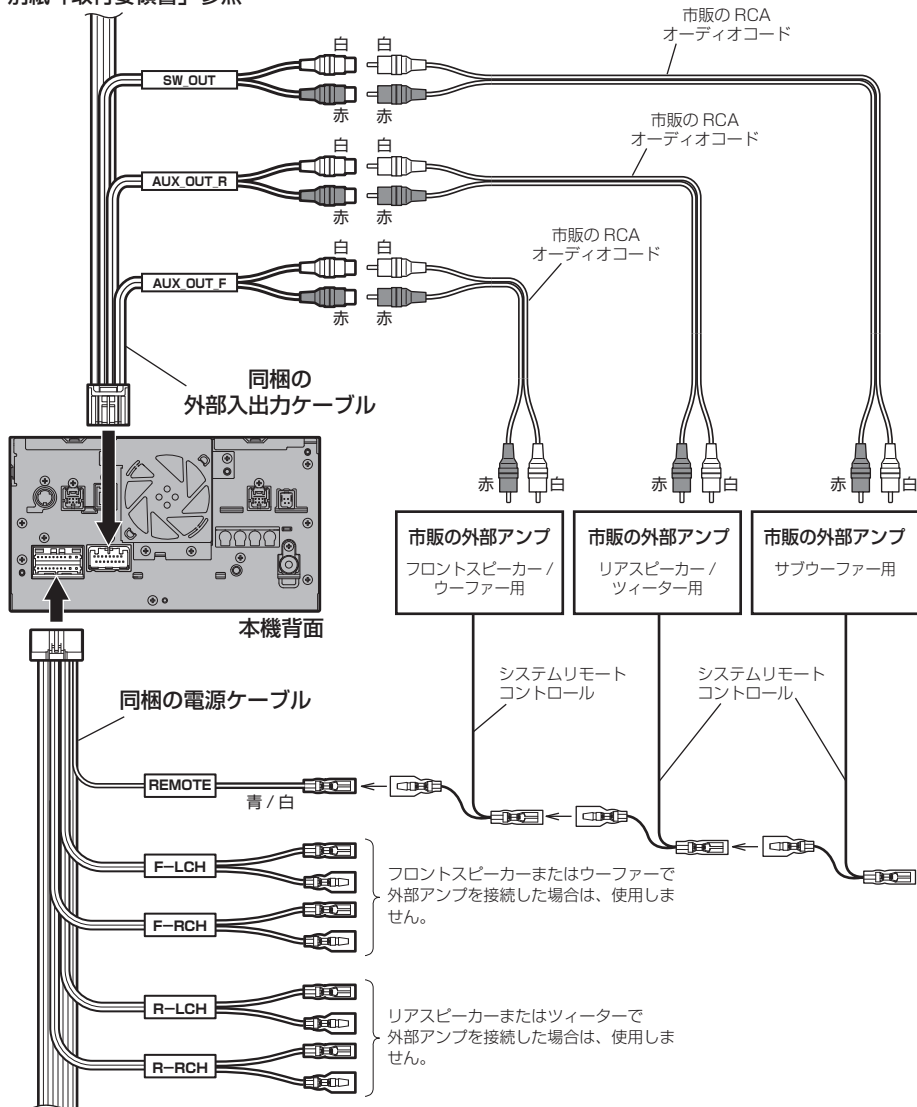 別紙「取付要領書」参照
市販の RCA
オーディオコード
白
白
SW_OUT
赤
赤
市販の RCA
オーディオコード
白
白
AUX_OUT_R
赤
赤
市販の RCA
オーディオコード
白
白
AUX_OUT_F
赤
赤
同梱の
外部入出力ケーブル
赤
白
赤
白
赤
白
市販の外部アンプ
フロントスピーカー /
ウーファー用
市販の外部アンプ
リアスピーカー /
ツィーター用
市販の外部アンプ
サブウーファー用
本機背面
同梱の電源ケーブル
システムリモート
コントロール
システムリモート
コントロール
REMOTE
青 / 白
F-LCH
F-RCH
フロントスピーカーまたはウーファーで
外部アンプを接続した場合は、使用しま
せん。
R-LCH
R-RCH
リアスピーカーまたはツィーターで
外部アンプを接続した場合は、使用しま
せん。